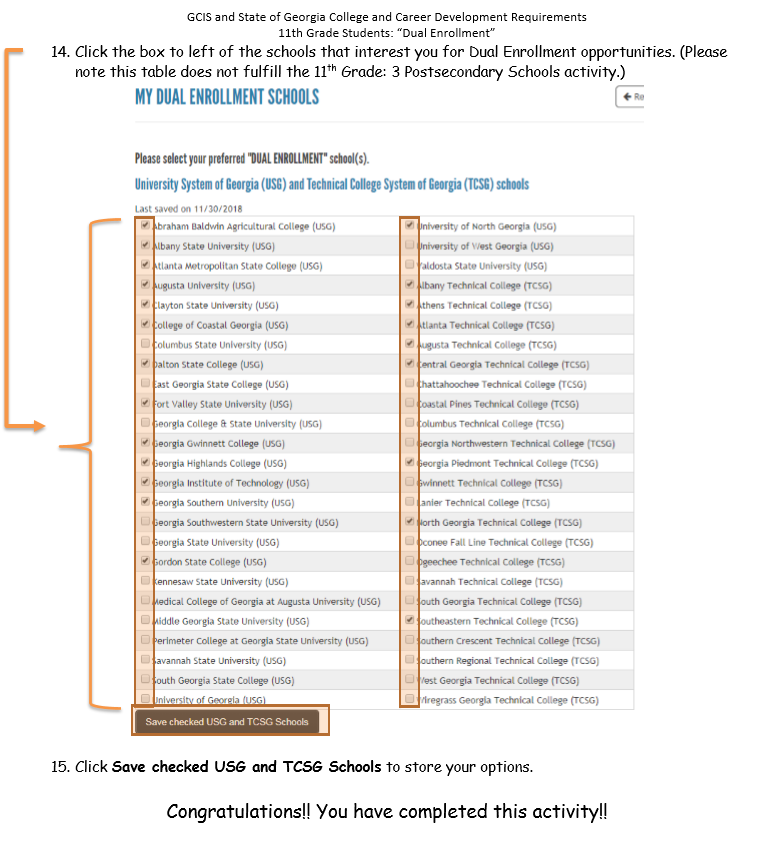 GCIS and State of Georgia College and Career Development Requirements
11th Grade Students: “Dual Enrollment”
14. Click the box to left of the schools that interest you for Dual Enrollment opportunities. (Please
note this table does not fulfill the 11th Grade: 3 Postsecondary Schools activity.)
MY DUAL ENROLLMENT SCHOOLS
Re
Please select your preferred "DUAL ENROLLMENT" school(s).
University System of Georgia (USG) and Technical College System of Georgia (TCSG) schools
Last saved on 11/30/2018
Abraham Baldwin Agricultural College (USG)
Albany State University (USG)
Atlanta Metropolitan State College (USG)
Augusta University (USG)
Clayton State University (USG)
College of Coastal Georgia (USG)
Columbus State University (USG)
Dalton State College (USG)
East Georgia State College (USG)
Fort Valley State University (USG)
Georgia College & State University (USG)
Georgia Gwinnett College (USG)
Georgia Highlands College (USG)
Georgia Institute of Technology (USG)
Georgia Southern University (USG)
Georgia Southwestern State University (USG)
Georgia State University (USG)
Gordon State College (USG)
Kennesaw State University (USG)
Medical College of Georgia at Augusta University (USG)
Middle Georgia State University (USG)
Perimeter College at Georgia State University (USG)
Savannah State University (USG)
South Georgia State College (USG)
University of Georgia (USG)
University of North Georgia (USG)
University of West Georgia (USG)
Valdosta State University (USG)
Albany Technical College (TCSG)
Athens Technical College (TCSG)
Atlanta Technical College (TCSG)
Augusta Technical College (TCSG)
Central Georgia Technical College (TCSG)
Chattahoochee Technical College (TCSG)
Coastal Pines Technical College (TCSG)
Columbus Technical College (TCSG)
Georgia Northwestern Technical College (TCSG)
Georgia Piedmont Technical College (TCSG)
Gwinnett Technical College (TCSG)
Lanier Technical College (TCSG)
North Georgia Technical College (TCSG)
Oconee Fall Line Technical College (TCSG)
Ogeechee Technical College (TCSG)
Savannah Technical College (TCSG)
South Georgia Technical College (TCSG)
Southeastern Technical College (TCSG)
Southern Crescent Technical College (TCSG)
Southern Regional Technical College (TCSG)
West Georgia Technical College (TCSG)
Wiregrass Georgia Technical College (TCSG)
Save checked USG and TCSG Schools
15. Click Save checked USG and TCSG Schools to store your options.
Congratulations!! You have completed this activity!!